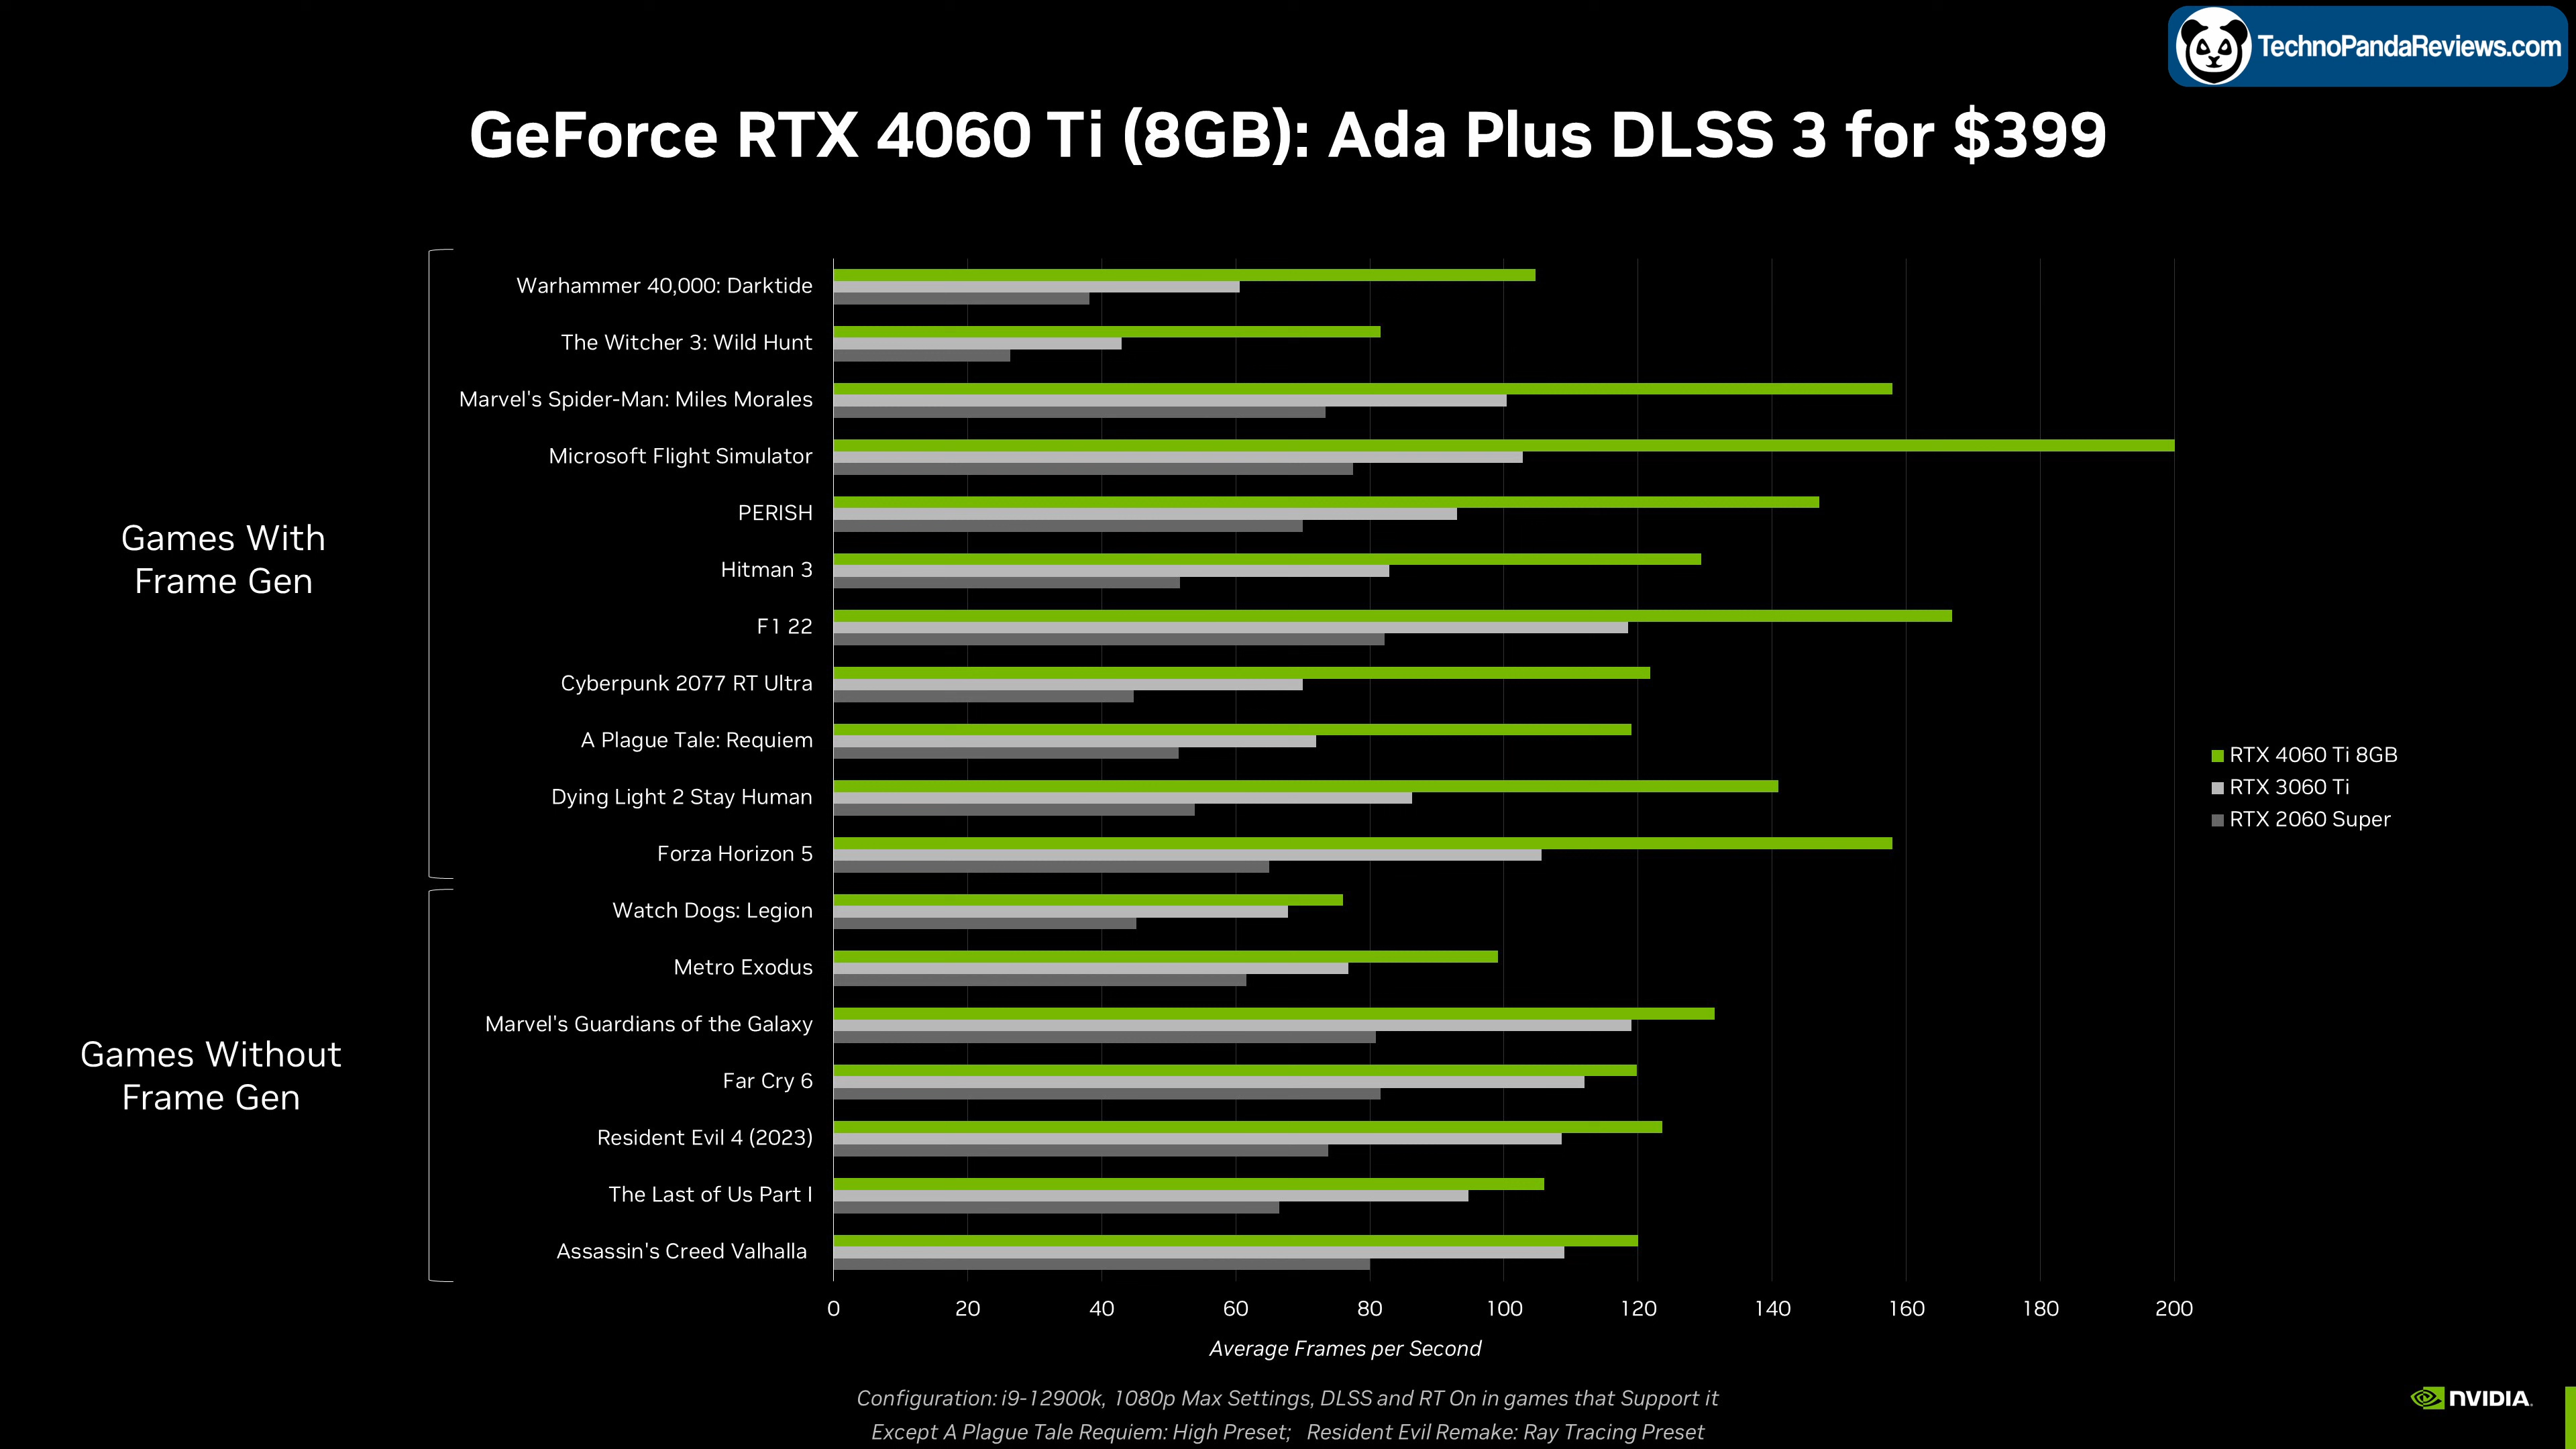 TechnoPandaReviews.com
GeForce RTX 4060 Ti (8GB): Ada Plus DLSS 3 for $399
Games With
Frame Gen
Warhammer 40,000: Darktide
The Witcher 3: Wild Hunt
Marvel's Spider-Man: Miles Morales
Microsoft Flight Simulator
PERISH
Hitman 3
F1 22
Cyberpunk 2077 RT Ultra
A Plague Tale: Requiem
Dying Light 2 Stay Human
Forza Horizon 5
Games Without
Frame Gen
Watch Dogs: Legion
Metro Exodus
Marvel's Guardians of the Galaxy
Far Cry 6
Resident Evil 4 (2023)
The Last of Us Part I
Assassin's Creed Valhalla
RTX 4060 Ti 8GB
RTX 3060 Ti
RTX 2060 Super
0 20 40 60 80 100 120 140 160 180 200
Average Frames per Second
Configuration: i9-12900k, 1080p Max Settings, DLSS and RT On in games that Support it
Except A Plague Tale Requiem: High Preset; Resident Evil Remake: Ray Tracing Preset
NVIDIA.